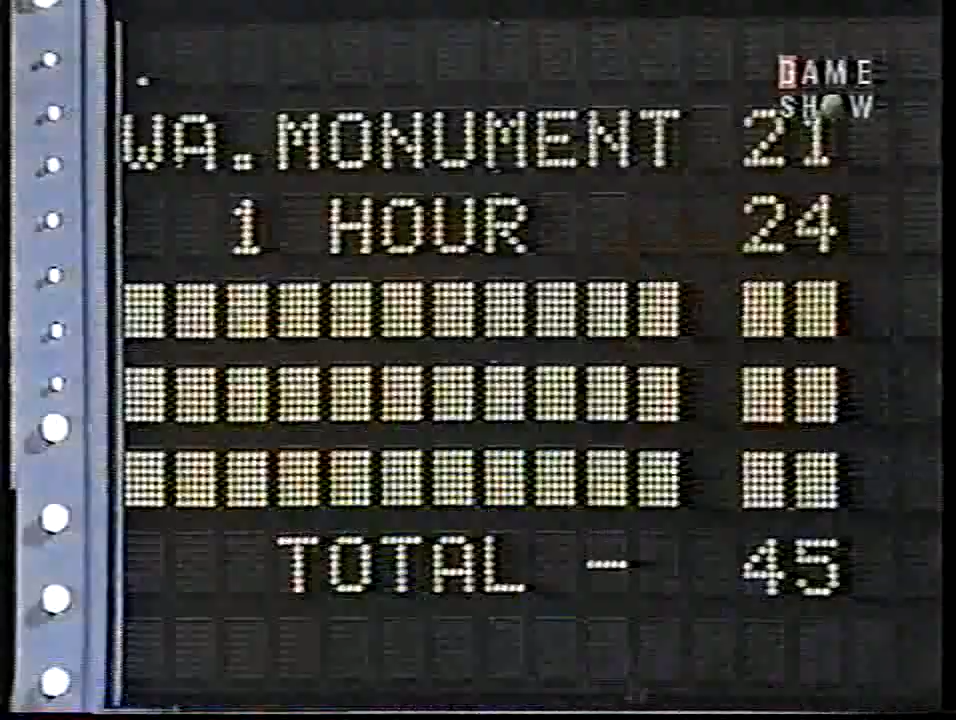 GAME
SHOW
WA.MONUMENT 21
1 HOUR 24
TOTAL - 45